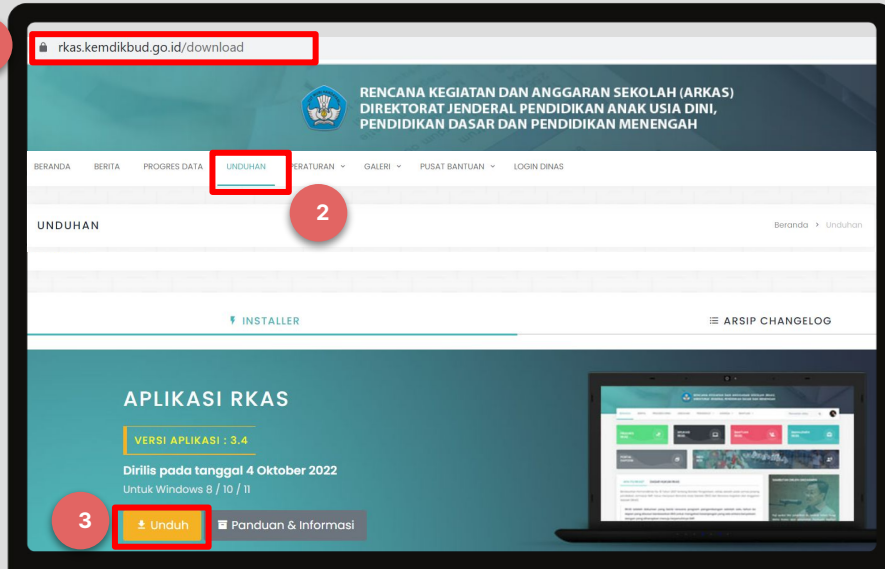 rkas.kemdikbud.go.id/download
RENCANA KEGIATAN DAN ANGGARAN SEKOLAH (ARKAS)
DIREKTORAT JENDERAL PENDIDIKAN ANAK USIA DINI,
PENDIDIKAN DASAR DAN PENDIDIKAN MENENGAH
BERANDA BERITA PROGRES DATA UNDUHAN PERATURAN GALERI PUSAT BANTUAN LOGIN DINAS
2
UNDUHAN
Beranda > Unduhan
INSTALLER
ARSIP CHANGELOG
APLIKASI RKAS
VERSI APLIKASI : 3.4
Dirilis pada tanggal 4 Oktober 2022
Untuk Windows 8 / 10 / 11
3
Unduh
Panduan & Informasi